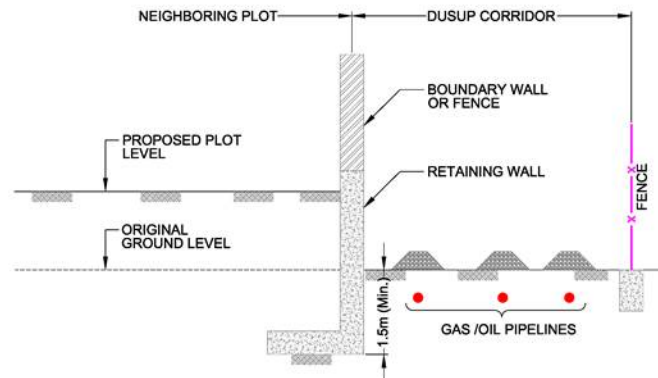 NEIGHBORING PLOT
DUSUP CORRIDOR
BOUNDARY WALL
OR FENCE
PROPOSED PLOT
LEVEL
RETAINING WALL
FENCE
ORIGINAL
GROUND LEVEL
1.5m (Min.)
GAS /OIL PIPELINES